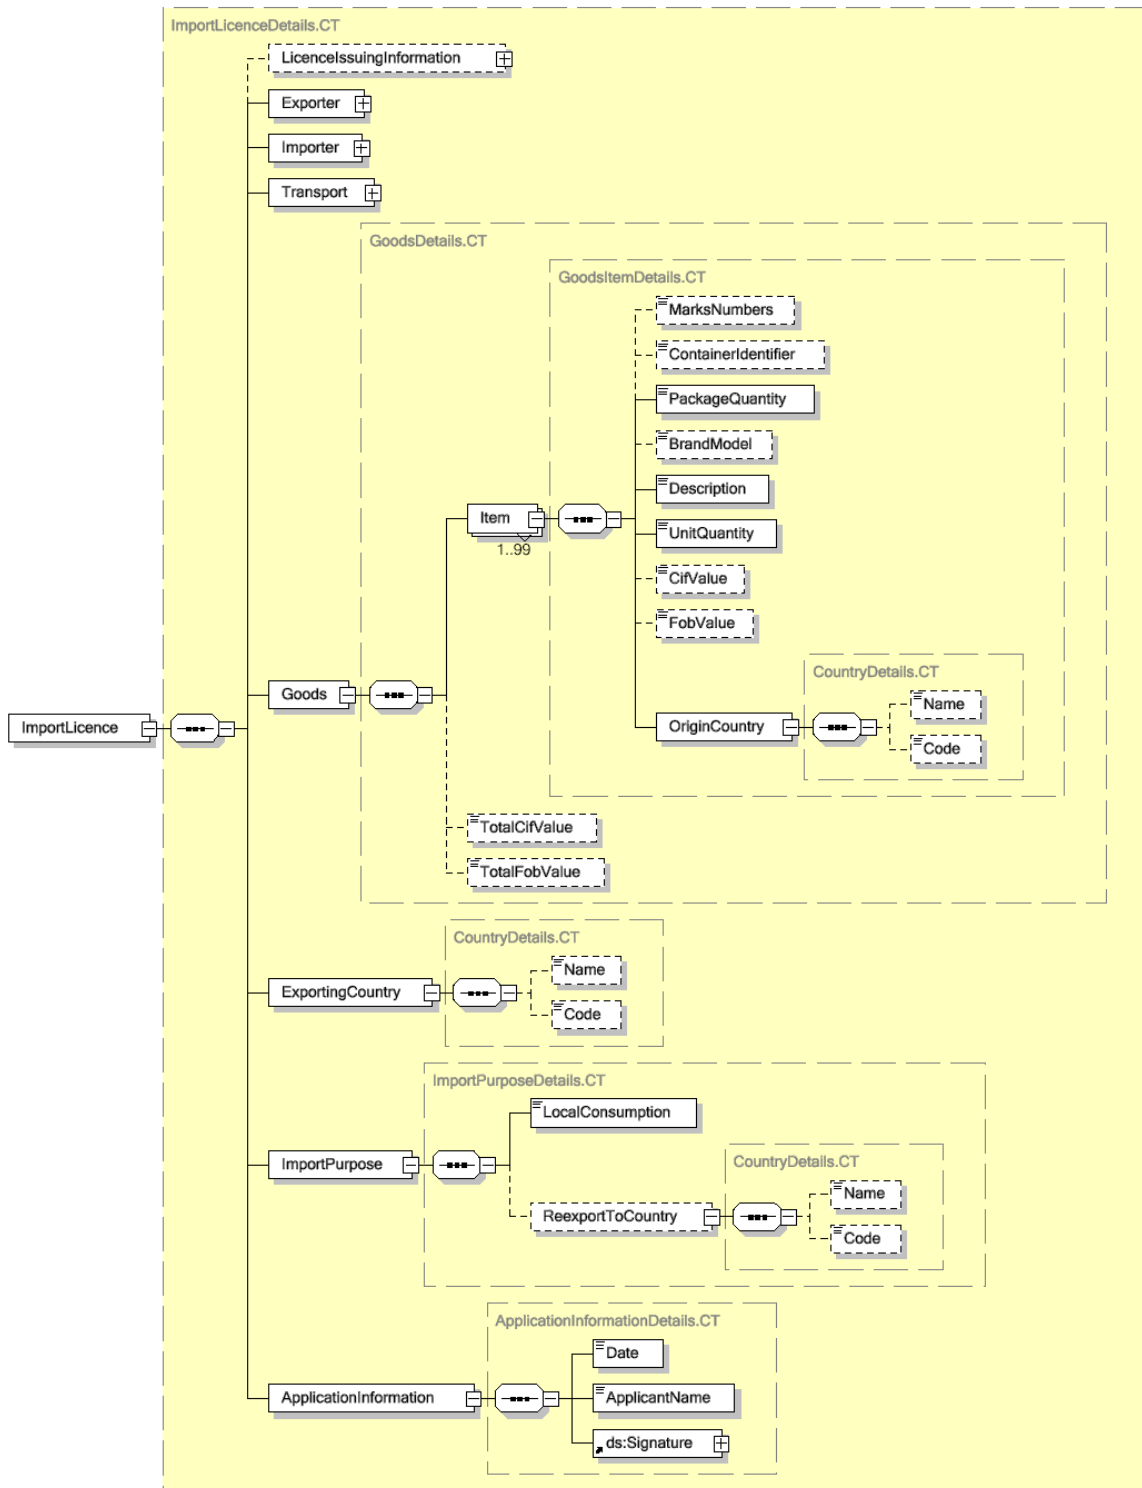 ImportLicenceDetails.CT
LicenceIssuingInformation
Exporter
Importer
Transport
GoodsDetails.CT
GoodsItemDetails.CT
MarksNumbers
ContainerIdentifier
PackageQuantity
BrandModel
Description
Item
1..99
UnitQuantity
CifValue
FobValue
CountryDetails.CT
Goods
Name
ImportLicence
OriginCountry
Code
TotalCifValue
TotalFobValue
CountryDetails.CT
Name
ExportingCountry
Code
ImportPurposeDetails.CT
LocalConsumption
CountryDetails.CT
ImportPurpose
Name
ReexportToCountry
Code
ApplicationInformationDetails.CT
Date
ApplicationInformation
ApplicantName
ds:Signature